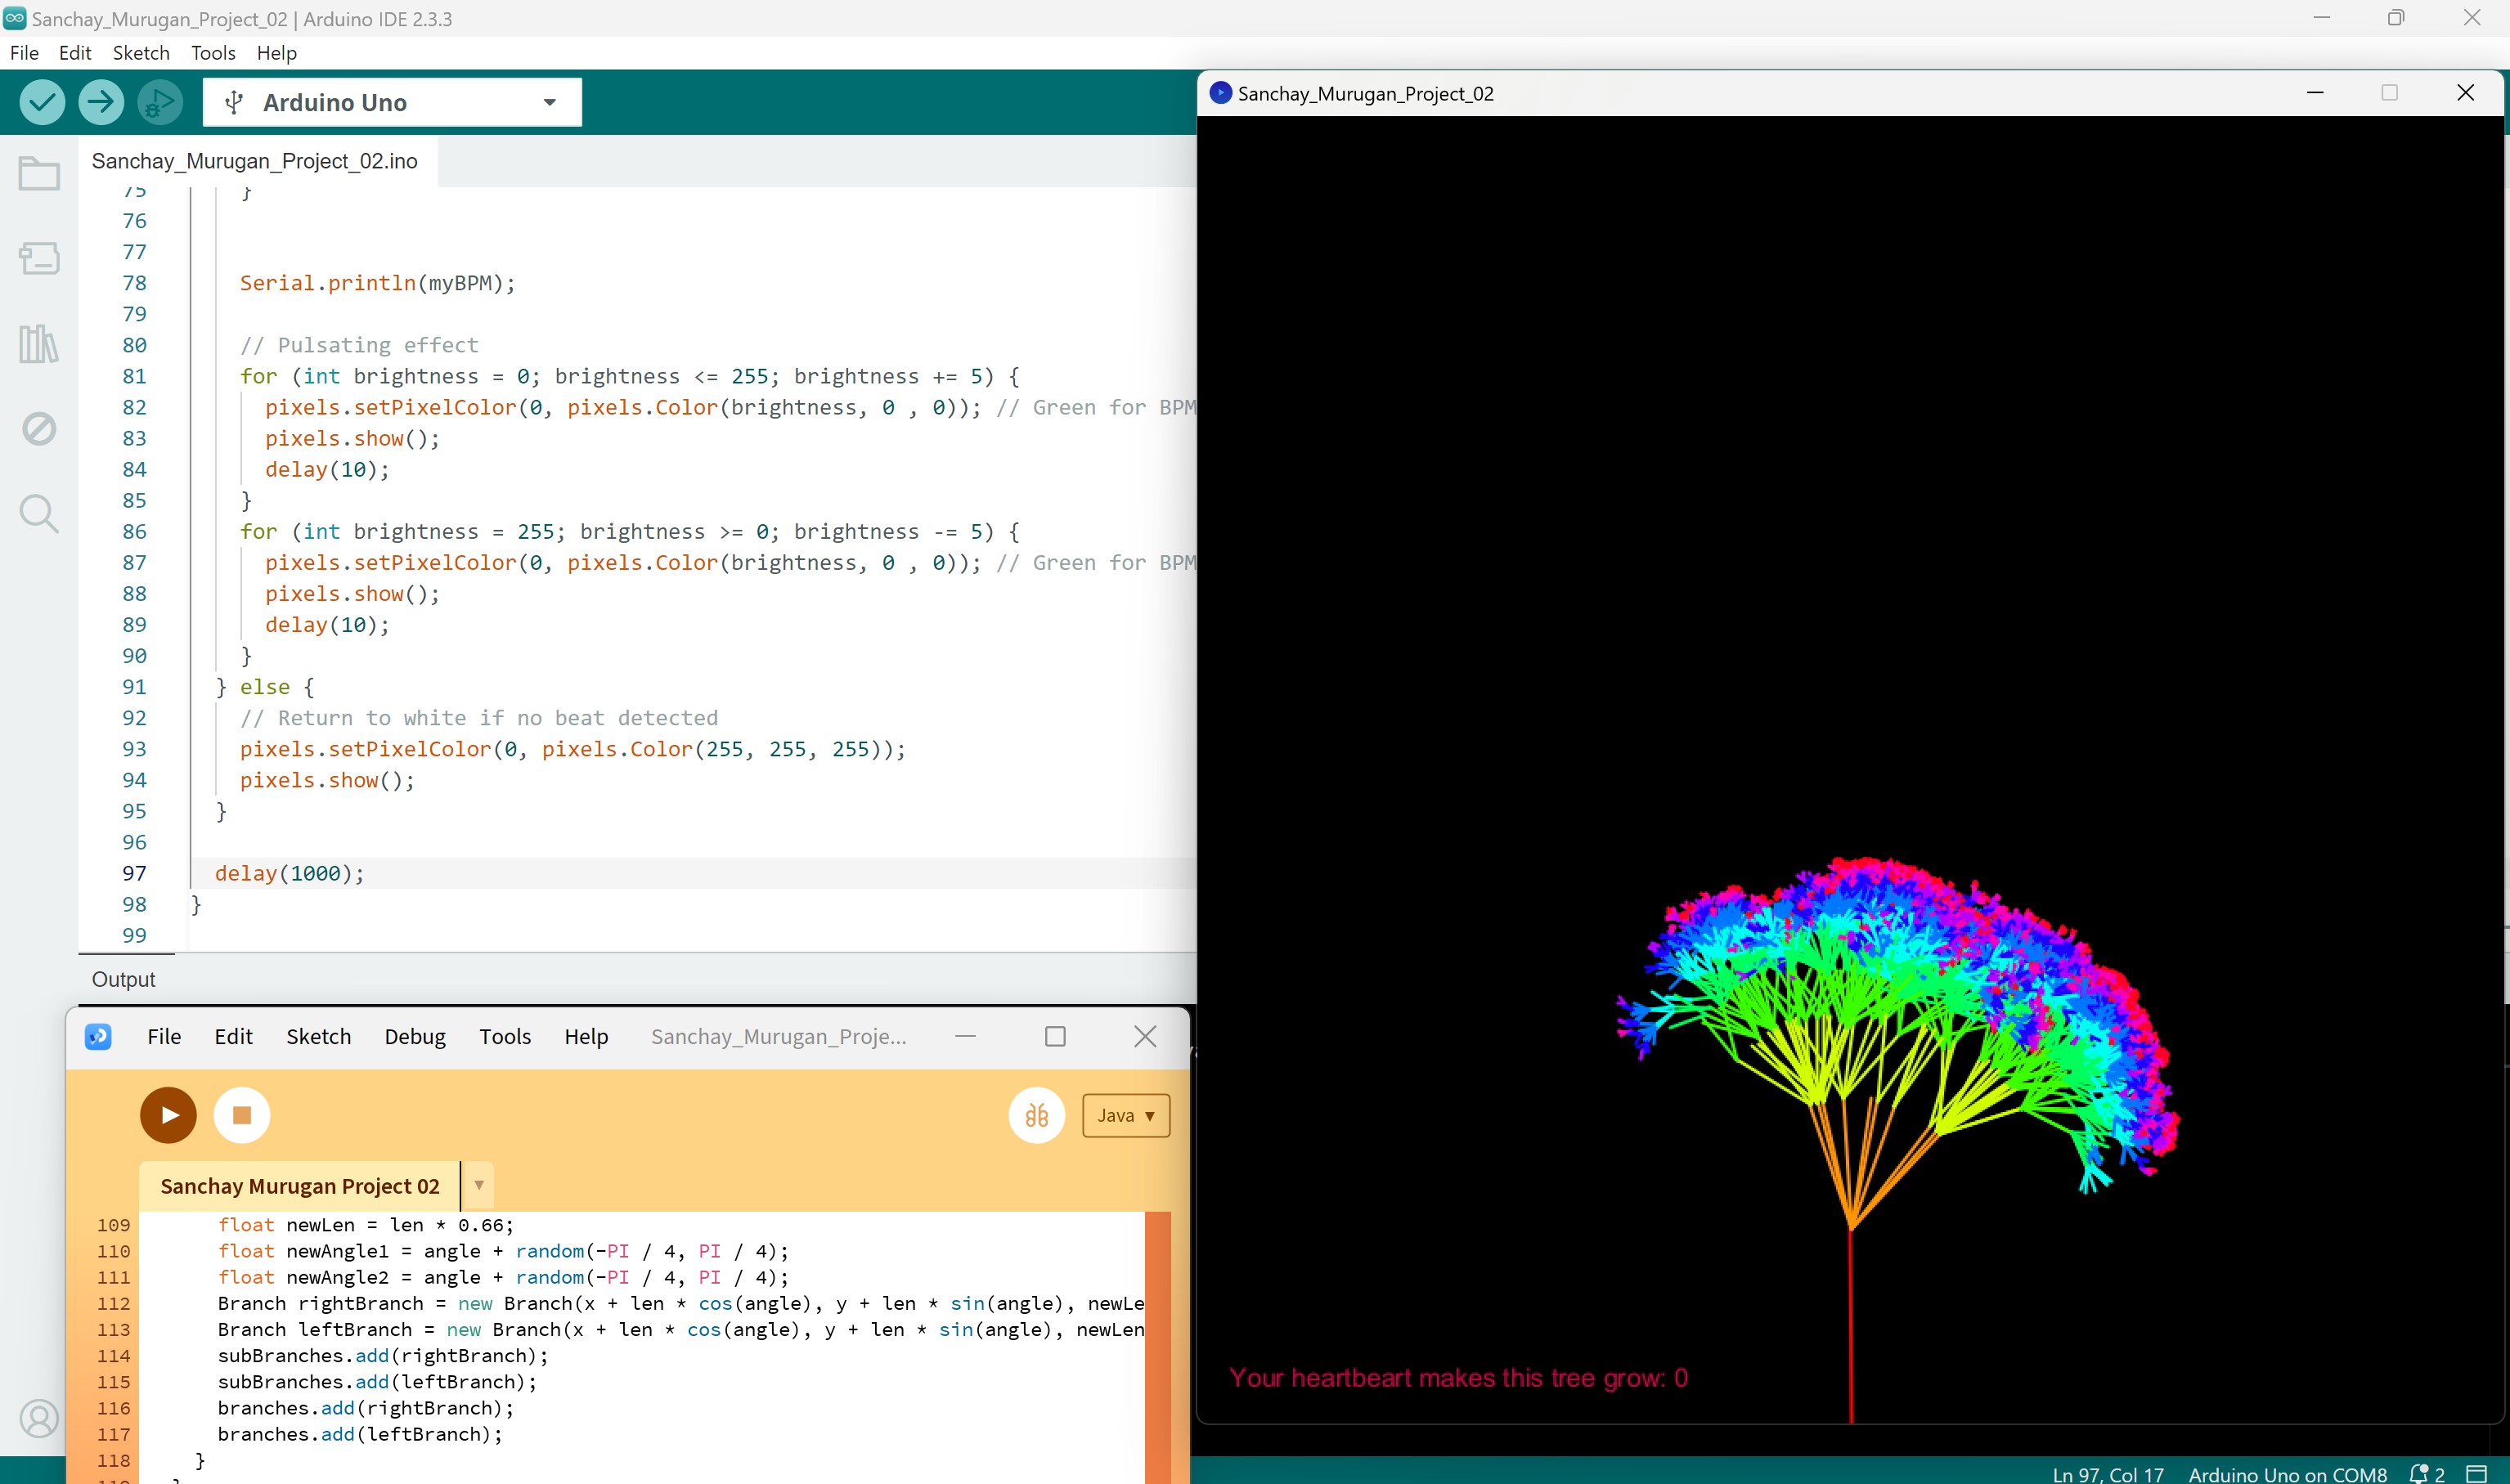 Sanchay_Murugan_Project_02 | Arduino IDE 2.3.3
File Edit Sketch Tools Help
Arduino Uno
Sanchay_Murugan_Project_02.ino
75 }
76
77
78 Serial.println(myBPM);
79
80 // Pulsating effect
81 for (int brightness = 0; brightness <= 255; brightness += 5) {
82 pixels.setPixelColor(0, pixels.Color(brightness, 0 , 0)); // Green for BPM
83 pixels.show();
84 delay(10);
85 }
86 for (int brightness = 255; brightness >= 0; brightness -= 5) {
87 pixels.setPixelColor(0, pixels.Color(brightness, 0 , 0)); // Green for BPM
88 pixels.show();
89 delay(10);
90 }
91 } else {
92 // Return to white if no beat detected
93 pixels.setPixelColor(0, pixels.Color(255, 255, 255));
94 pixels.show();
95 }
96
97 delay(1000);
98 }
99
Output
Sanchay_Murugan_Project_02
Your heartbeart makes this tree grow: 0
File Edit Sketch Debug Tools Help Sanchay_Murugan_Proje...
Java
Sanchay Murugan Project 02
109 float newLen = len * 0.66;
110 float newAngle1 = angle + random(-PI / 4, PI / 4);
111 float newAngle2 = angle + random(-PI / 4, PI / 4);
112 Branch rightBranch = new Branch(x + len * cos(angle), y + len * sin(angle), newLe
113 Branch leftBranch = new Branch(x + len * cos(angle), y + len * sin(angle), newLen
114 subBranches.add(rightBranch);
115 subBranches.add(leftBranch);
116 branches.add(rightBranch);
117 branches.add(leftBranch);
118 }
Ln 97, Col 17 Arduino Uno on COM8 2